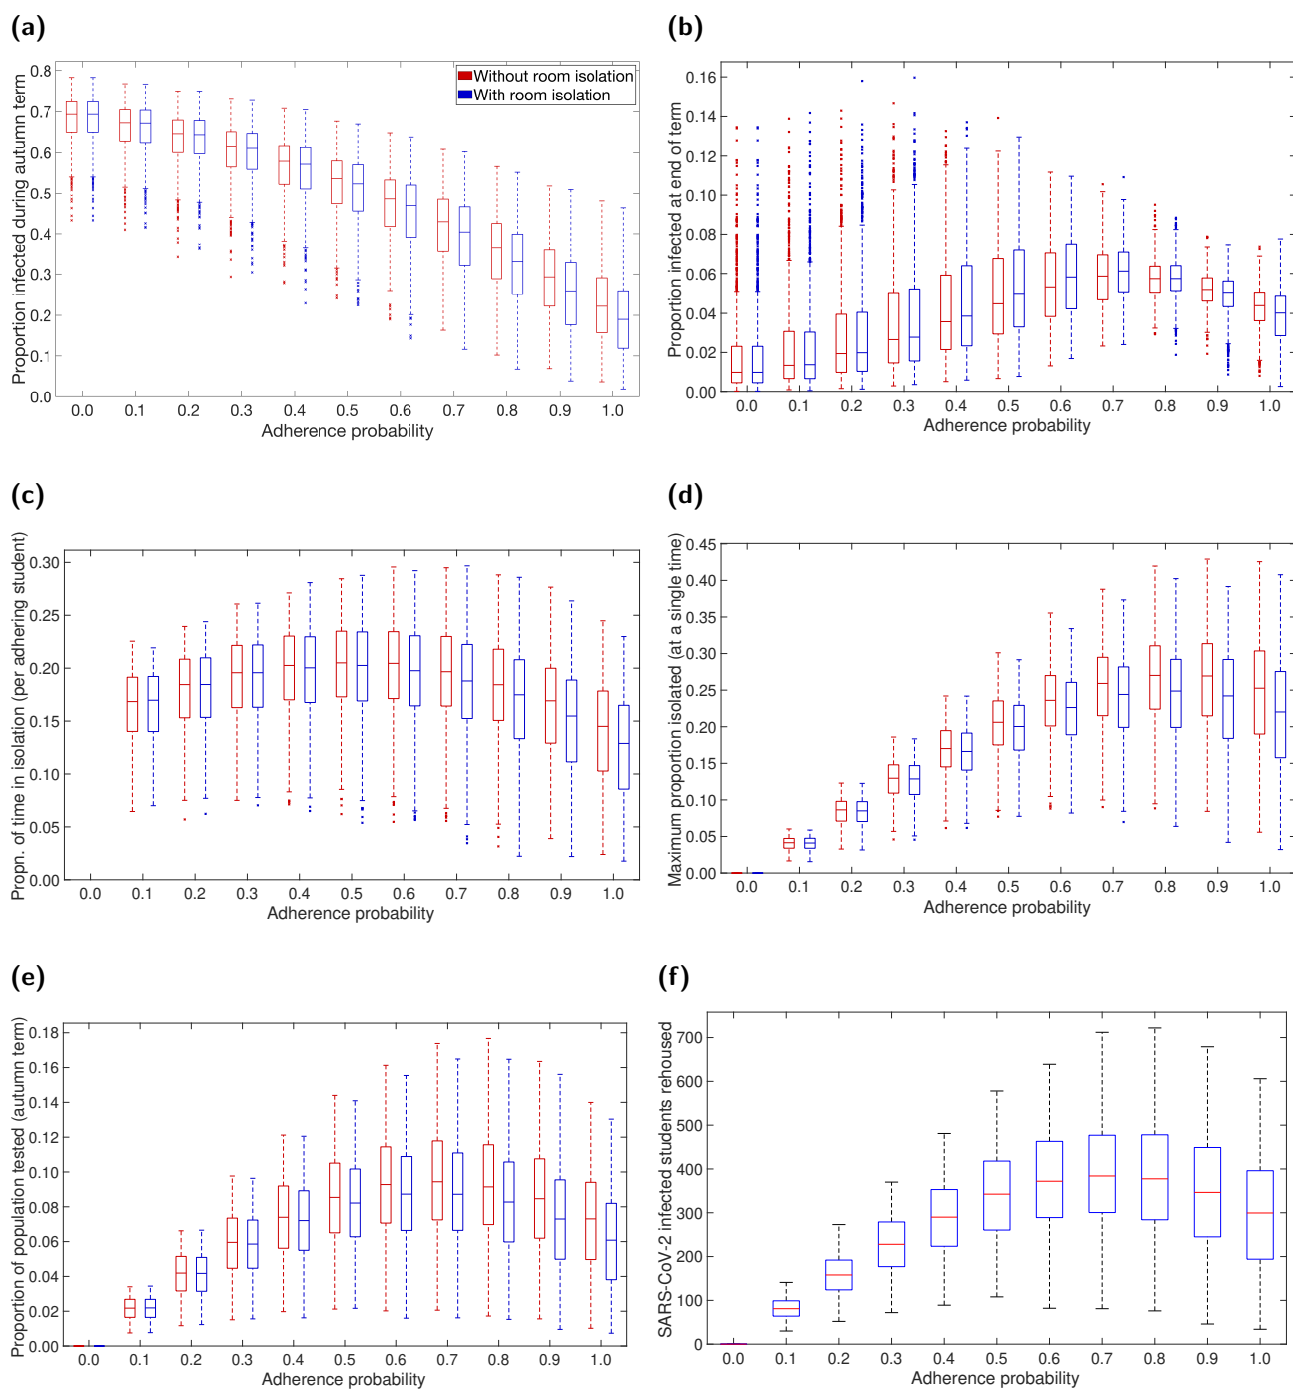 (a)
Proportion infected during autumn term
0.8
0.7
0.6
0.5
0.4
0.3
0.2
0.1
0.0
Without room isolation
With room isolation
0.0 0.1 0.2 0.3 0.4 0.5 0.6 0.7 0.8 0.9 1.0
Adherence probability
(b)
Proportion infected at end of term
0.16
0.14
0.12
0.10
0.08
0.06
0.04
0.02
0.00
0.0 0.1 0.2 0.3 0.4 0.5 0.6 0.7 0.8 0.9 1.0
Adherence probability
(c)
Propn. of time in isolation (per adhering student)
0.30
0.25
0.20
0.15
0.10
0.05
0.00
0.0 0.1 0.2 0.3 0.4 0.5 0.6 0.7 0.8 0.9 1.0
Adherence probability
(d)
Maximum proportion isolated (at a single time)
0.45
0.40
0.35
0.30
0.25
0.20
0.15
0.10
0.05
0.00
0.0 0.1 0.2 0.3 0.4 0.5 0.6 0.7 0.8 0.9 1.0
Adherence probability
(e)
Proportion of population tested (autumn term)
0.18
0.16
0.14
0.12
0.10
0.08
0.06
0.04
0.02
0.00
0.0 0.1 0.2 0.3 0.4 0.5 0.6 0.7 0.8 0.9 1.0
Adherence probability
(f)
SARS-CoV-2 infected students rehoused
700
600
500
400
300
200
100
0
0.0 0.1 0.2 0.3 0.4 0.5 0.6 0.7 0.8 0.9 1.0
Adherence probability